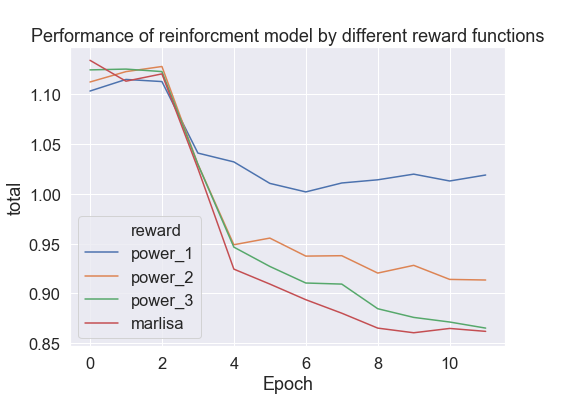 Performance of reinforcment model by different reward functions
total
1.10
1.05
1.00
0.95
0.90
0.85
reward
power_1
power_2
power_3
marlisa
0 2 4 6 8 10
Epoch